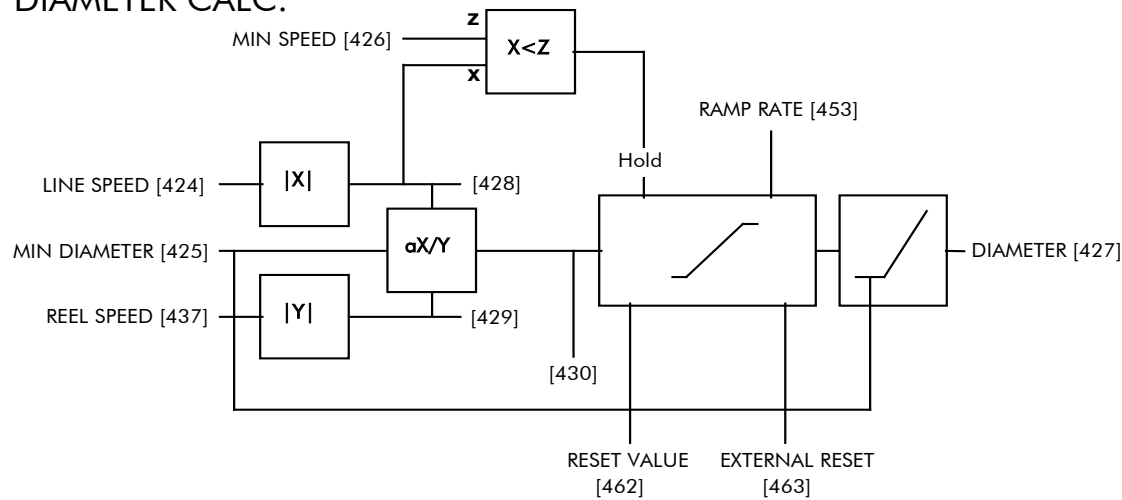 DIAMETER CALC.
MIN SPEED [426]
z
x
X<Z
RAMP RATE [453]
Hold
LINE SPEED [424]
|X|
[428]
MIN DIAMETER [425]
aX/Y
DIAMETER [427]
REEL SPEED [437]
|Y|
[429]
[430]
RESET VALUE
[462]
EXTERNAL RESET
[463]